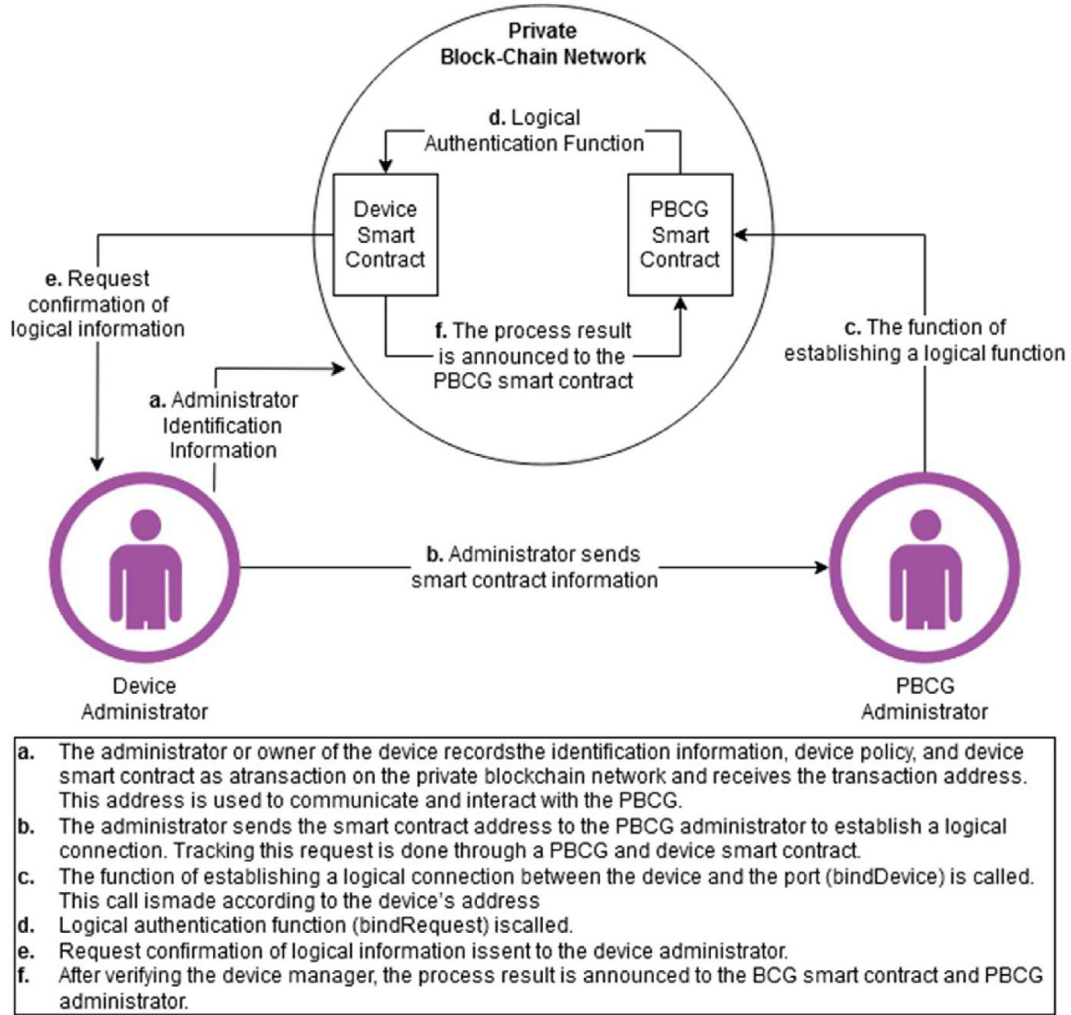 Private
Block-Chain Network
d. Logical
Authentication Function
Device
Smart
Contract
PBCG
Smart
Contract
e. Request
confirmation of
logical information
f. The process result
is announced to the
PBCG smart contract
c. The function of
establishing a logical function
a. Administrator
Identification
Information
b. Administrator sends
smart contract information
Device
Administrator
PBCG
Administrator
a. The administrator or owner of the device recordsthe identification information, device policy, and device
smart contract as atransaction on the private blockchain network and receives the transaction address.
This address is used to communicate and interact with the PBCG.
b. The administrator sends the smart contract address to the PBCG administrator to establish a logical
connection. Tracking this request is done through a PBCG and device smart contract.
c. The function of establishing a logical connection between the device and the port (bindDevice) is called.
This call ismade according to the device's address
d. Logical authentication function (bindRequest) iscalled.
e. Request confirmation of logical information issent to the device administrator.
f. After verifying the device manager, the process result is announced to the BCG smart contract and PBCG
administrator.